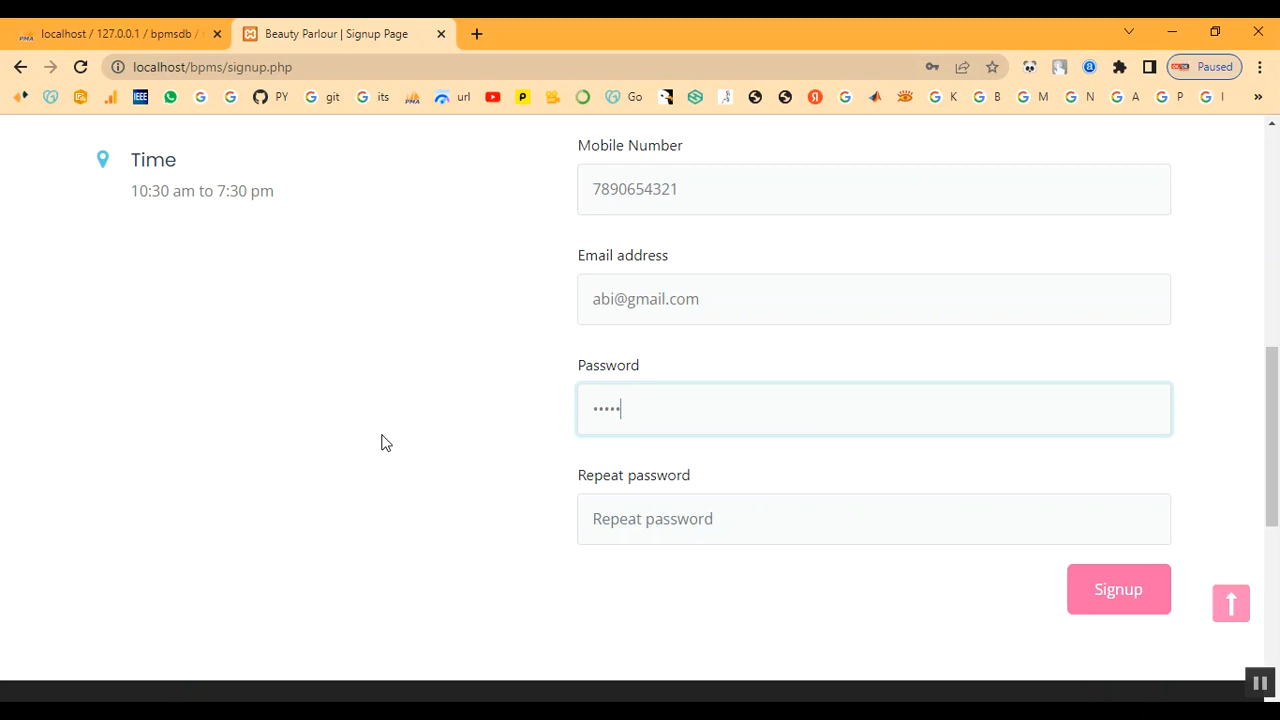 localhost / 127.0.0.1 / bpmsdb /
Beauty Parlour | Signup Page
localhost/bpms/signup.php
Paused
IEEE
PY
git
its
url
Go
K
B
M
N
A
P
I
»
Time
10:30 am to 7:30 pm
Mobile Number
7890654321
Email address
abi@gmail.com
Password
•••••
Repeat password
Repeat password
Signup